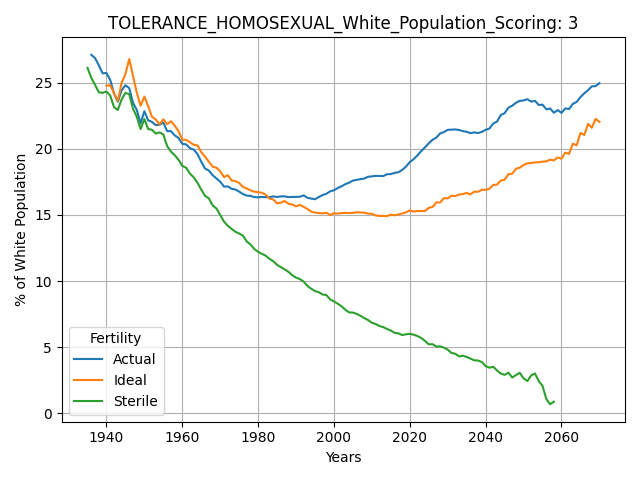 TOLERANCE_HOMOSEXUAL_White_Population_Scoring: 3
% of White Population
25
20
15
10
5
0
Fertility
Actual
Ideal
Sterile
1940 1960 1980 2000 2020 2040 2060
Years